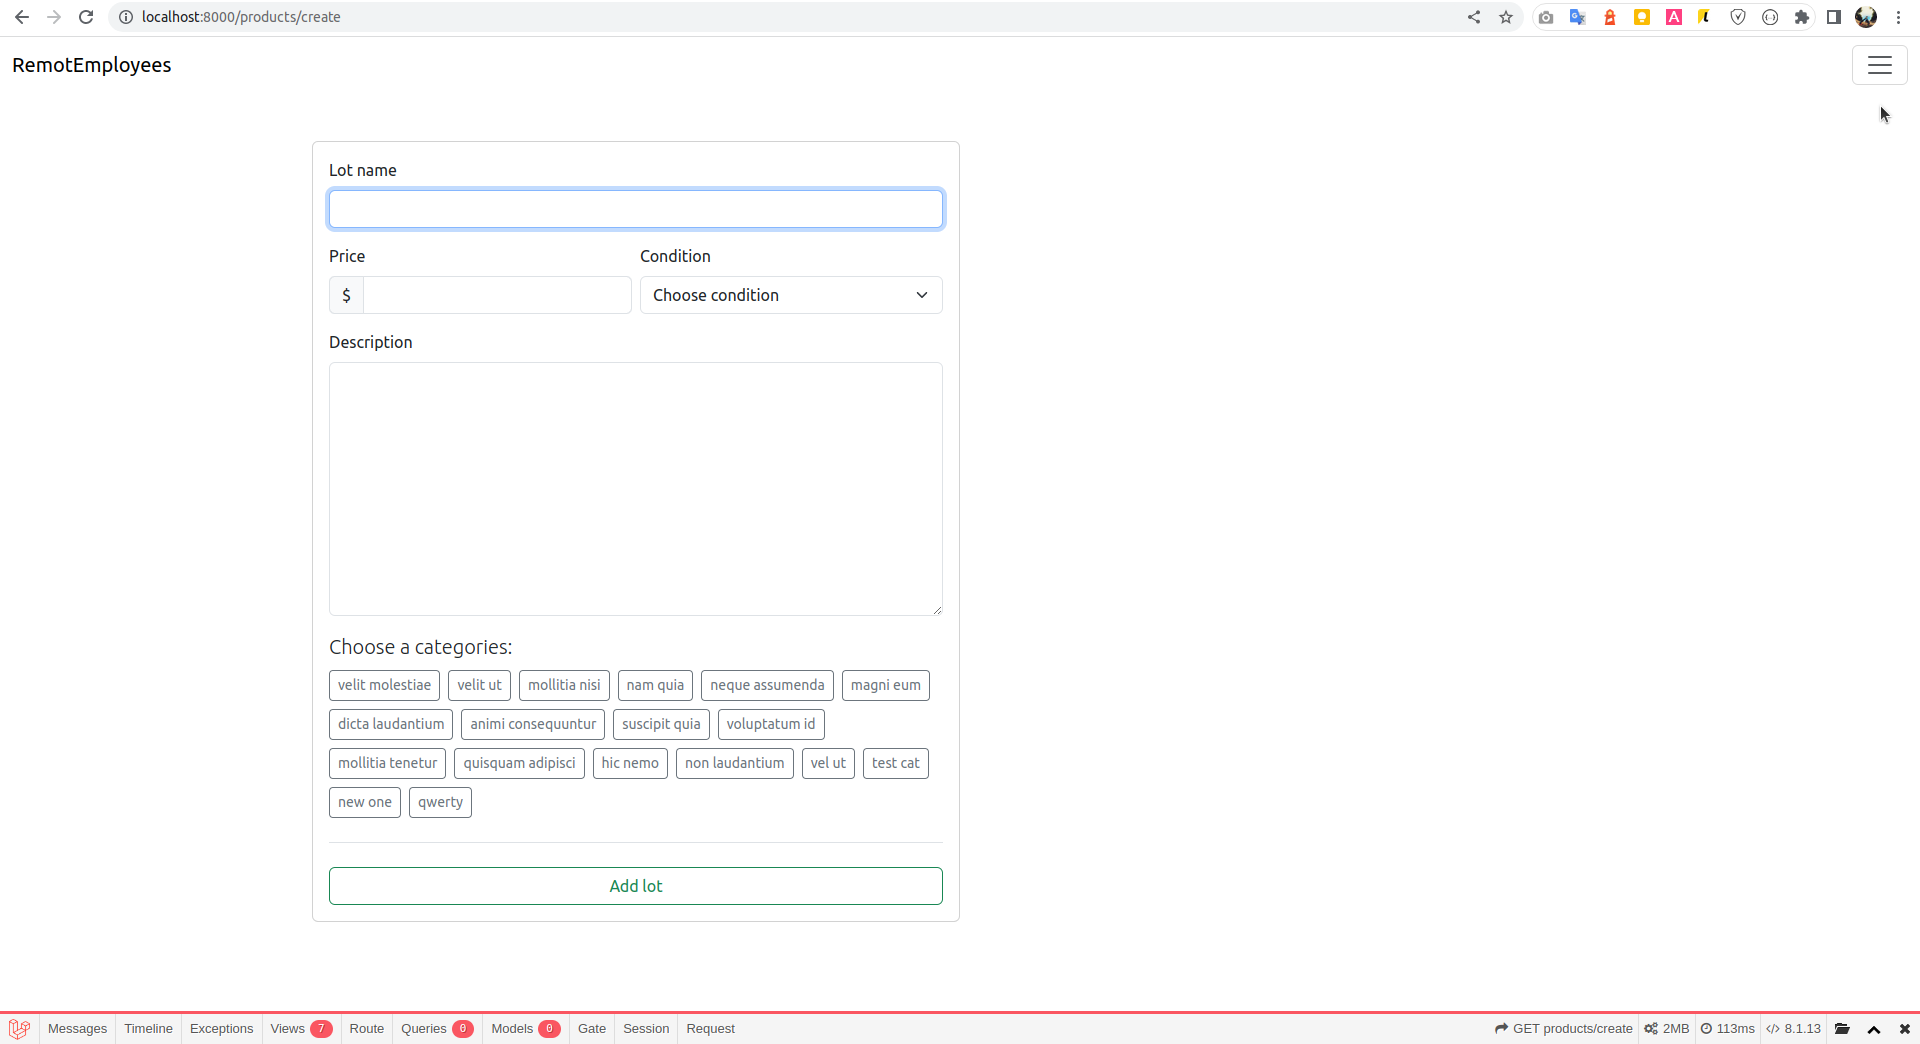 localhost:8000/products/create
RemotEmployees
Lot name
Price Condition
$ Choose condition
Description
Choose a categories:
velit molestiae velit ut mollitia nisi nam quia neque assumenda magni eum
dicta laudantium animi consequuntur suscipit quia voluptatum id
mollitia tenetur quisquam adipisci hic nemo non laudantium vel ut test cat
new one qwerty
Add lot
Messages Timeline Exceptions Views 7 Route Queries 0 Models 0 Gate Session Request GET products/create 2MB 113ms 8.1.13